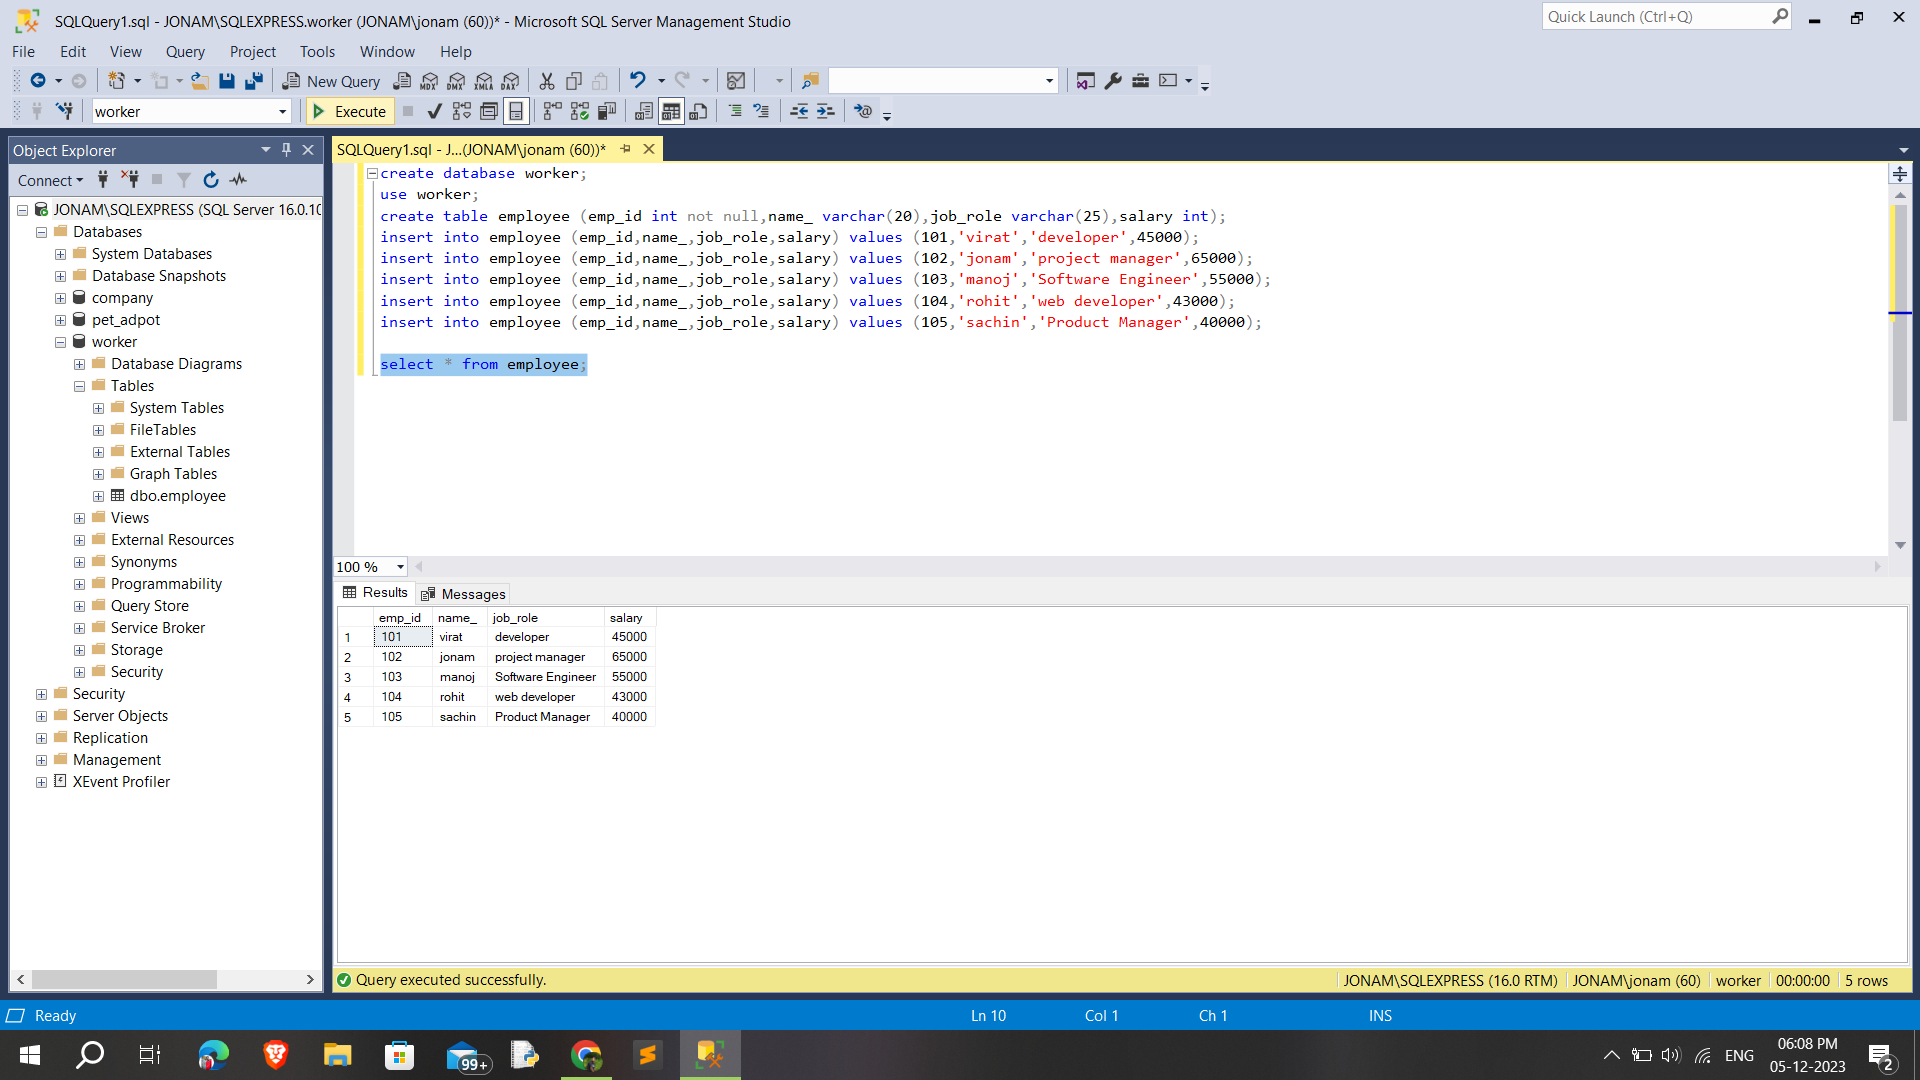 SQLQuery1.sql - JONAM\SQLEXPRESS.worker (JONAM\jonam (60))* - Microsoft SQL Server Management Studio
Quick Launch (Ctrl+Q)
File Edit View Query Project Tools Window Help
New Query MDX DMX XMLA DAX
worker Execute
Object Explorer
Connect
JONAM\SQLEXPRESS (SQL Server 16.0.10
Databases
System Databases
Database Snapshots
company
pet_adpot
worker
Database Diagrams
Tables
System Tables
FileTables
External Tables
Graph Tables
dbo.employee
Views
External Resources
Synonyms
Programmability
Query Store
Service Broker
Storage
Security
Security
Server Objects
Replication
Management
XEvent Profiler
SQLQuery1.sql - J...(JONAM\jonam (60))*
create database worker;
use worker;
create table employee (emp_id int not null,name_ varchar(20),job_role varchar(25),salary int);
insert into employee (emp_id,name_,job_role,salary) values (101,'virat','developer',45000);
insert into employee (emp_id,name_,job_role,salary) values (102,'jonam','project manager',65000);
insert into employee (emp_id,name_,job_role,salary) values (103,'manoj','Software Engineer',55000);
insert into employee (emp_id,name_,job_role,salary) values (104,'rohit','web developer',43000);
insert into employee (emp_id,name_,job_role,salary) values (105,'sachin','Product Manager',40000);
select * from employee;
100 %
Results Messages
emp_id name_ job_role salary
1 101 virat developer 45000
2 102 jonam project manager 65000
3 103 manoj Software Engineer 55000
4 104 rohit web developer 43000
5 105 sachin Product Manager 40000
Query executed successfully. JONAM\SQLEXPRESS (16.0 RTM) JONAM\jonam (60) worker 00:00:00 5 rows
Ready Ln 10 Col 1 Ch 1 INS
99+ ENG 06:08 PM
05-12-2023 2